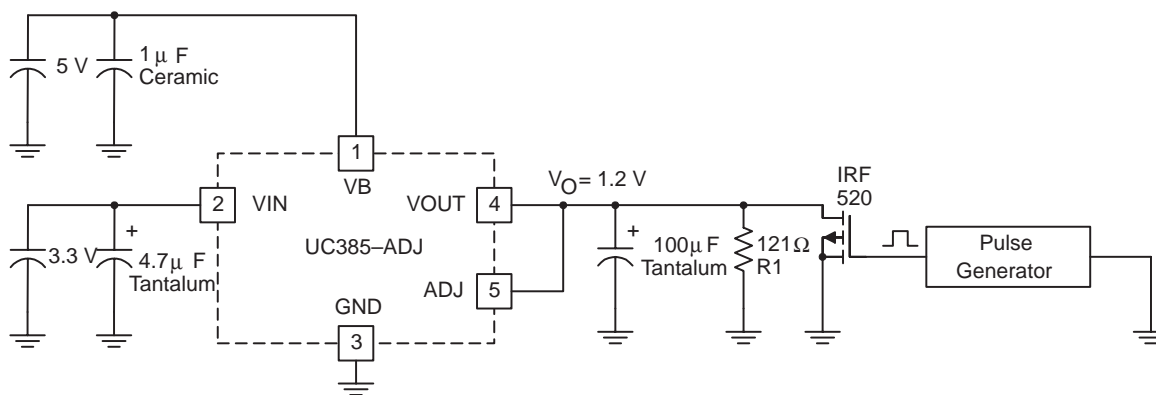 5 V
1 μ F
Ceramic
1
VB
2
VIN
VOUT
4
V_O = 1.2 V
IRF
520
3.3 V
+
4.7μ F
Tantalum
UC385–ADJ
ADJ
5
+
100μ F
Tantalum
121Ω
R1
Pulse
Generator
GND
3